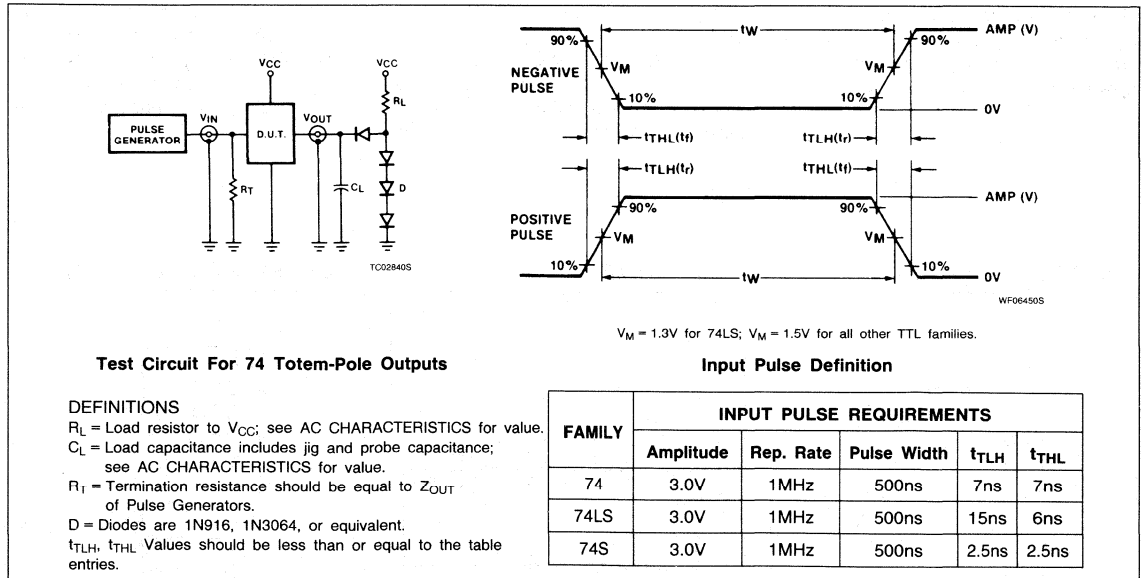 VCC
VCC
RL
PULSE GENERATOR
VIN
D.U.T.
VOUT
RT
CL
D
TC02840S
tW
AMP (V)
90%
90%
NEGATIVE PULSE
VM
VM
10%
10%
0V
tTHL(tf)
tTLH(tr)
tTLH(tr)
tTHL(tf)
AMP (V)
90%
90%
POSITIVE PULSE
VM
VM
10%
10%
tW
0V
WF06450S
VM = 1.3V for 74LS; VM = 1.5V for all other TTL families.
Test Circuit For 74 Totem-Pole Outputs
Input Pulse Definition
DEFINITIONS
RL = Load resistor to VCC; see AC CHARACTERISTICS for value.
CL = Load capacitance includes jig and probe capacitance;
see AC CHARACTERISTICS for value.
RT = Termination resistance should be equal to ZOUT
of Pulse Generators.
D = Diodes are 1N916, 1N3064, or equivalent.
tTLH, tTHL Values should be less than or equal to the table
entries.
FAMILY INPUT PULSE REQUIREMENTS
Amplitude Rep. Rate Pulse Width tTLH tTHL
74 3.0V 1MHz 500ns 7ns 7ns
74LS 3.0V 1MHz 500ns 15ns 6ns
74S 3.0V 1MHz 500ns 2.5ns 2.5ns